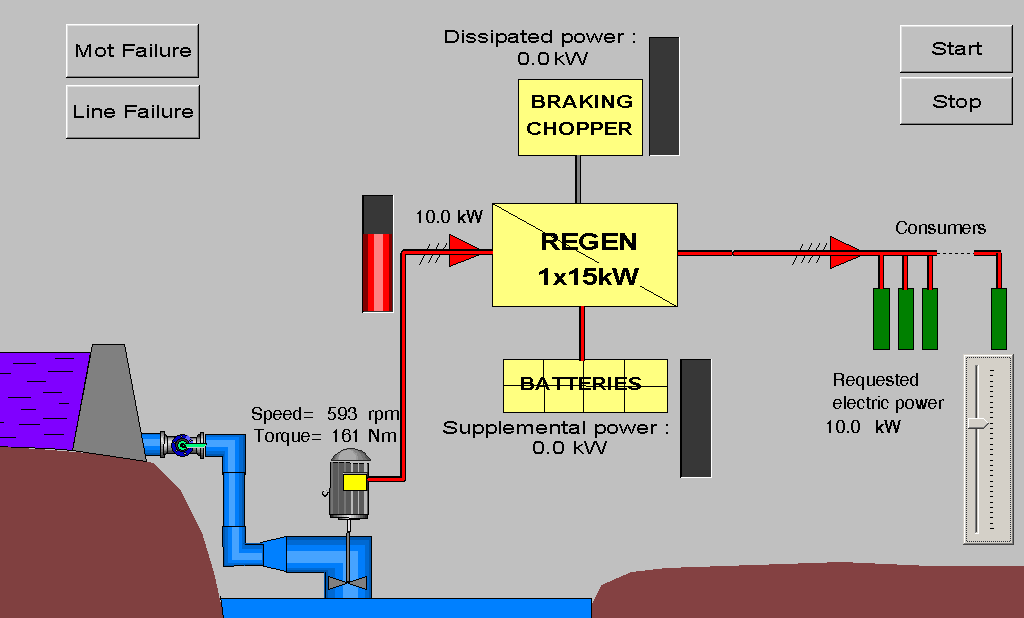 Mot Failure
Line Failure
Dissipated power :
0.0 kW
BRAKING
CHOPPER
Start
Stop
10.0 kW
REGEN
1x15kW
Consumers
BATTERIES
Supplemental power :
0.0 kW
Speed= 593 rpm
Torque= 161 Nm
Requested
electric power
10.0 kW